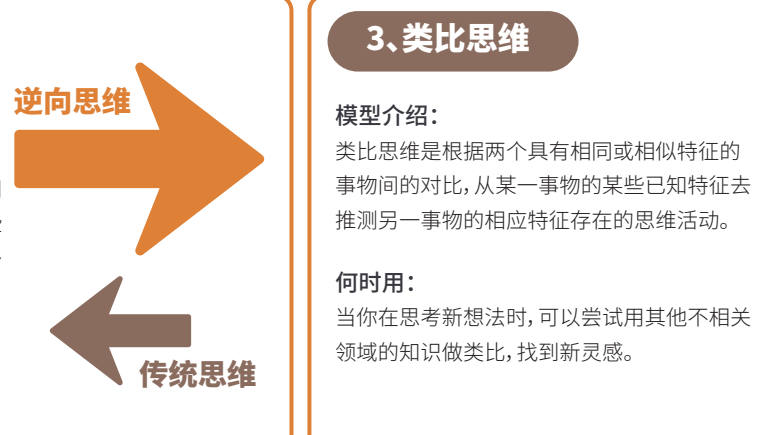 逆向思维
传统思维
3、类比思维
模型介绍：
类比思维是根据两个具有相同或相似特征的
事物间的对比，从某一事物的某些已知特征去
推测另一事物的相应特征存在的思维活动。
何时用：
当你在思考新想法时，可以尝试用其他不相关
领域的知识做类比，找到新灵感。